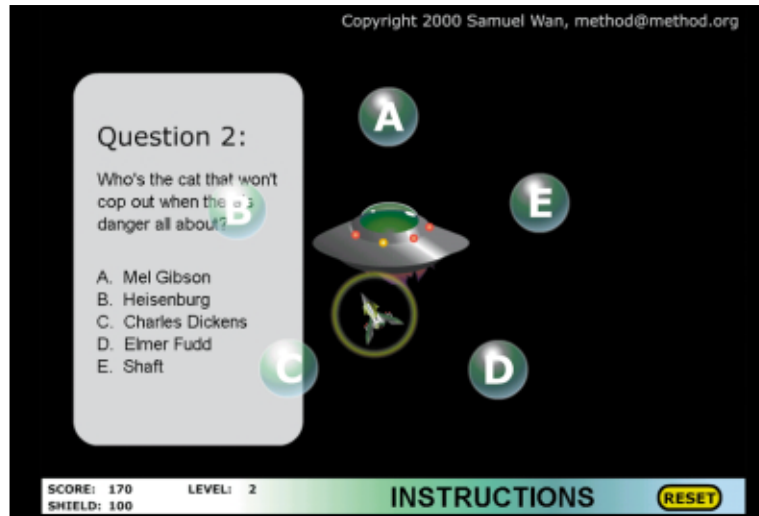 Copyright 2000 Samuel Wan, method@method.org
A
Question 2:
Who's the cat that won't
cop out when there's
danger all about?
B
E
A. Mel Gibson
B. Heisenburg
C. Charles Dickens
D. Elmer Fudd
E. Shaft
C
D
SCORE: 170 LEVEL: 2
SHIELD: 100
INSTRUCTIONS
RESET